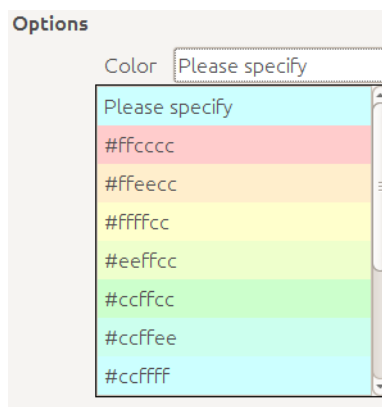 Options
Color Please specify
Please specify
#ffcccc
#ffeecc
#ffffcc
#eeffcc
#ccffcc
#ccffee
#ccffff